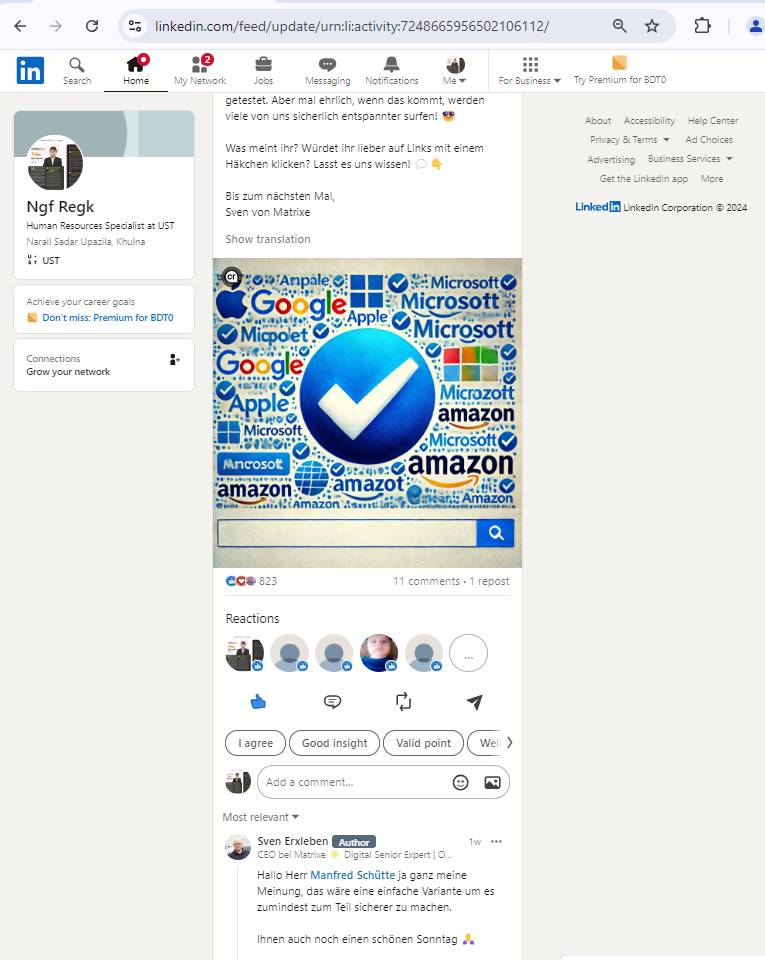 linkedin.com/feed/update/urn:li:activity:7248665956502106112/
in
2
Search
Home
My Network
Jobs
Messaging
Notifications
Me
For Business
Try Premium for BDT0
getestet. Aber mal ehrlich, wenn das kommt, werden
viele von uns sicherlich entspannter surfen! 😎
Was meint ihr? Würdet ihr lieber auf Links mit einem
Häkchen klicken? Lasst es uns wissen! 💬 👇
Bis zum nächsten Mal,
Sven von Matrixe
Show translation
Ngf Regk
Human Resources Specialist at UST
Narail Sadar Upazila, Khulna
UST
Achieve your career goals
Don't miss: Premium for BDT0
Connections
Grow your network
About Accessibility Help Center
Privacy & Terms Ad Choices
Advertising Business Services
Get the LinkedIn app More
LinkedIn LinkedIn Corporation © 2024
cr
Anpale
Microsoft
Google
Microsott
Apple
Micpolet
Microsoft
Google
Microzott
Apple
amazon
Microsoft
Microsoft
Mncrosoft
amazon
amazot
amazon
Amazon
Amazon
823
11 comments • 1 repost
Reactions
...
I agree
Good insight
Valid point
Well
Add a comment...
Most relevant
Sven Erxleben Author 1w
CEO bei Matrixe Digital Senior Expert | O...
Hallo Herr Manfred Schütte ja ganz meine
Meinung, das wäre eine einfache Variante um es
zumindest zum Teil sicherer zu machen.
Ihnen auch noch einen schönen Sonntag 🙏